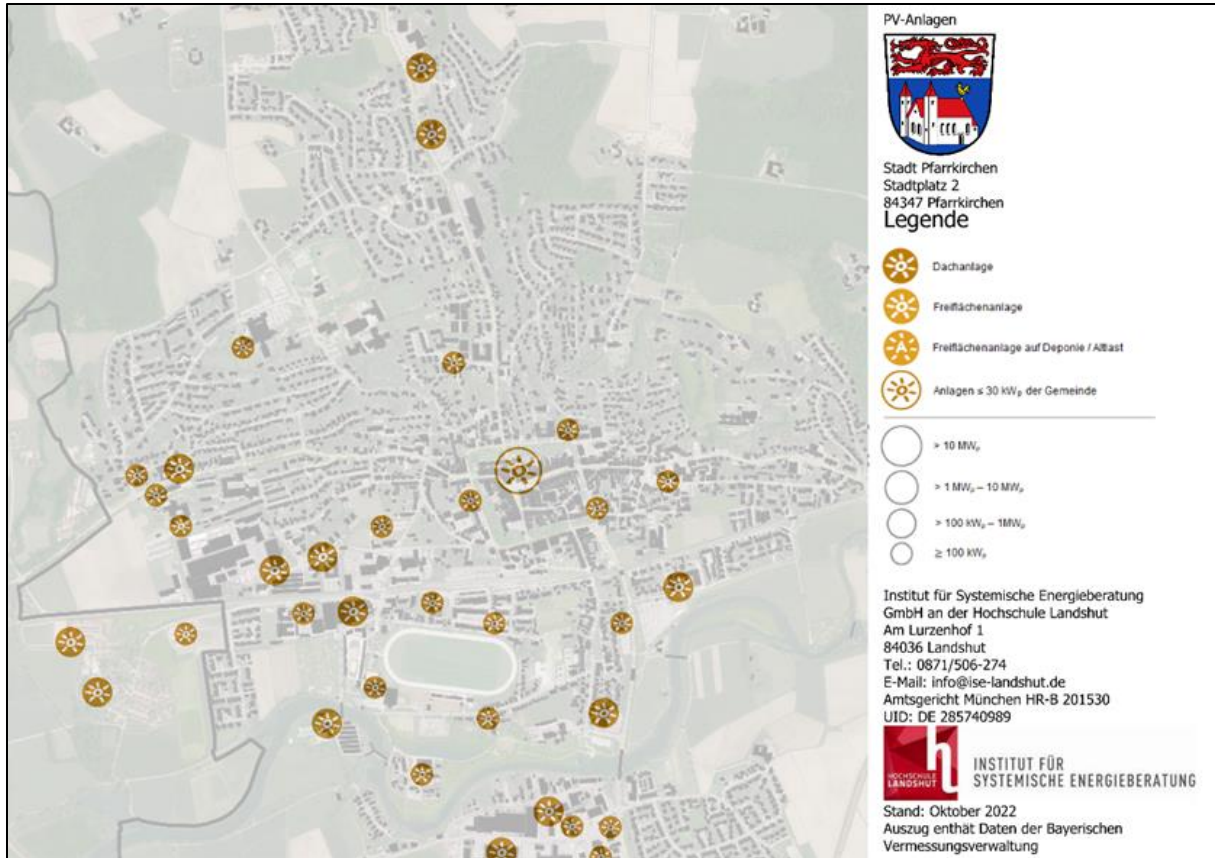 PV-Anlagen
Stadt Pfarrkirchen
Stadtplatz 2
84347 Pfarrkirchen
Legende
Dachanlage
Freiflächenanlage
Freiflächenanlage auf Deponie / Altlast
A
Anlagen ≤ 30 kWₚ der Gemeinde
> 10 MWₚ
> 1 MWₚ – 10 MWₚ
> 100 kWₚ – 1MWₚ
≥ 100 kWₚ
Institut für Systemische Energieberatung
GmbH an der Hochschule Landshut
Am Lurzenhof 1
84036 Landshut
Tel.: 0871/506-274
E-Mail: info@ise-landshut.de
Amtsgericht München HR-B 201530
UID: DE 285740989
h
HOCHSCHULE
LANDSHUT
INSTITUT FÜR
SYSTEMISCHE ENERGIEBERATUNG
Stand: Oktober 2022
Auszug enthät Daten der Bayerischen
Vermessungsverwaltung